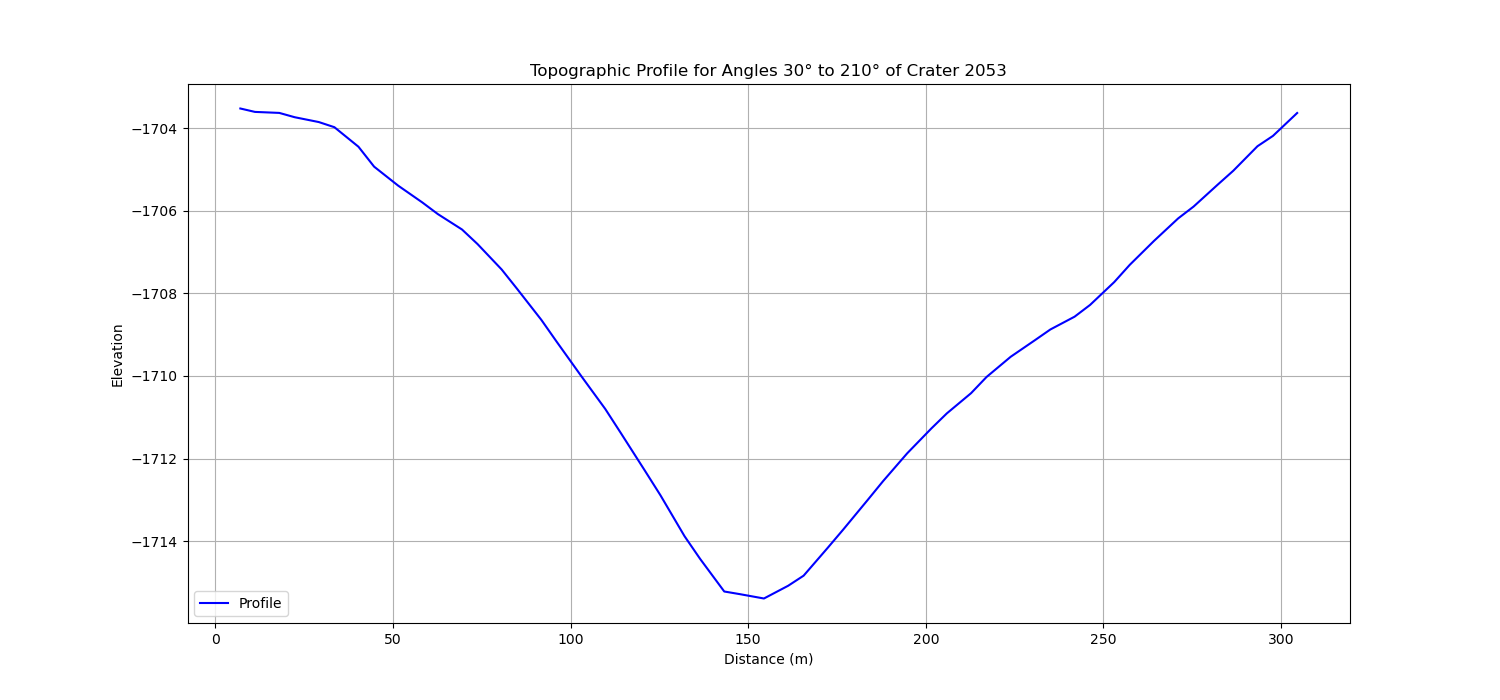 Topographic Profile for Angles 30° to 210° of Crater 2053
−1704
−1706
−1708
−1710
−1712
−1714
Elevation
Profile
0 50 100 150 200 250 300
Distance (m)